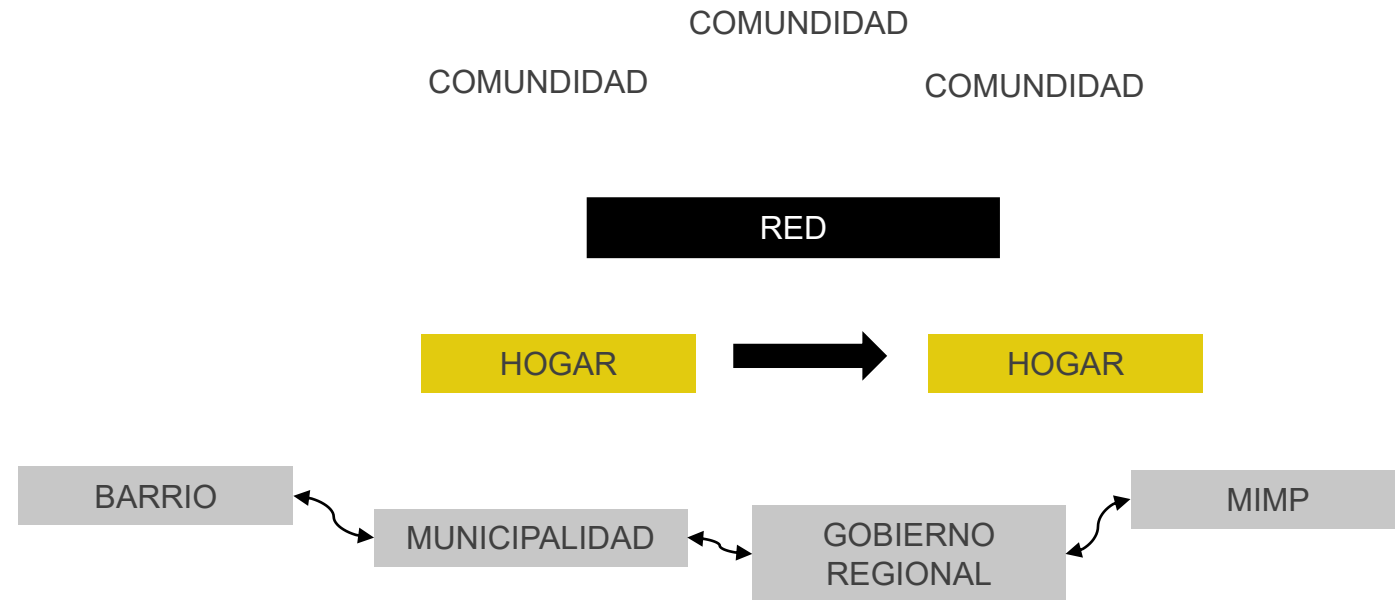 COMUNDIDAD
COMUNDIDAD
COMUNDIDAD
RED
HOGAR
HOGAR
BARRIO
MUNICIPALIDAD
GOBIERNO
REGIONAL
MIMP